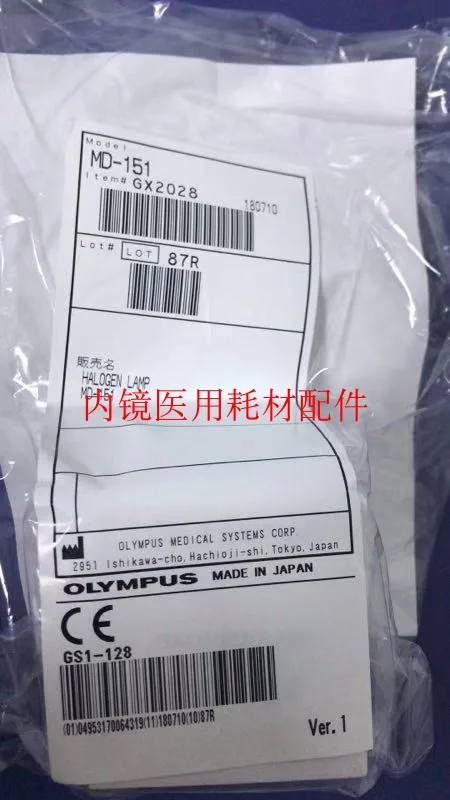 Model
MD-151
Item# GX2028
180710
Lot# LOT 87R
販売名
HALOGEN LAMP
MD-151
内镜医用耗材配件
OLYMPUS MEDICAL SYSTEMS CORP.
2951 Ishikawa-cho, Hachioji-shi, Tokyo, Japan
OLYMPUS MADE IN JAPAN
CE
GS1-128
(01)04953170064319(11)180710(10)87R
Ver. 1